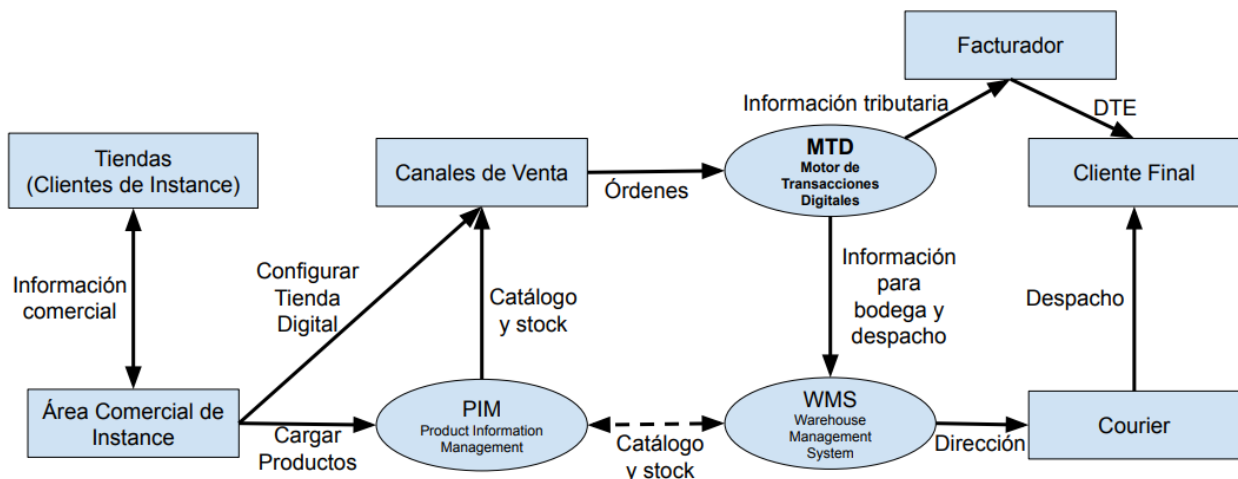 Facturador
Información tributaria
DTE
Tiendas
(Clientes de Instance)
Canales de Venta
Órdenes
MTD
Motor de
Transacciones
Digitales
Cliente Final
Información
comercial
Configurar
Tienda
Digital
Catálogo
y stock
Información
para
bodega y
despacho
Despacho
Área Comercial de
Instance
Cargar
Productos
PIM
Product Information
Management
Catálogo
y stock
WMS
Warehouse
Management
System
Dirección
Courier